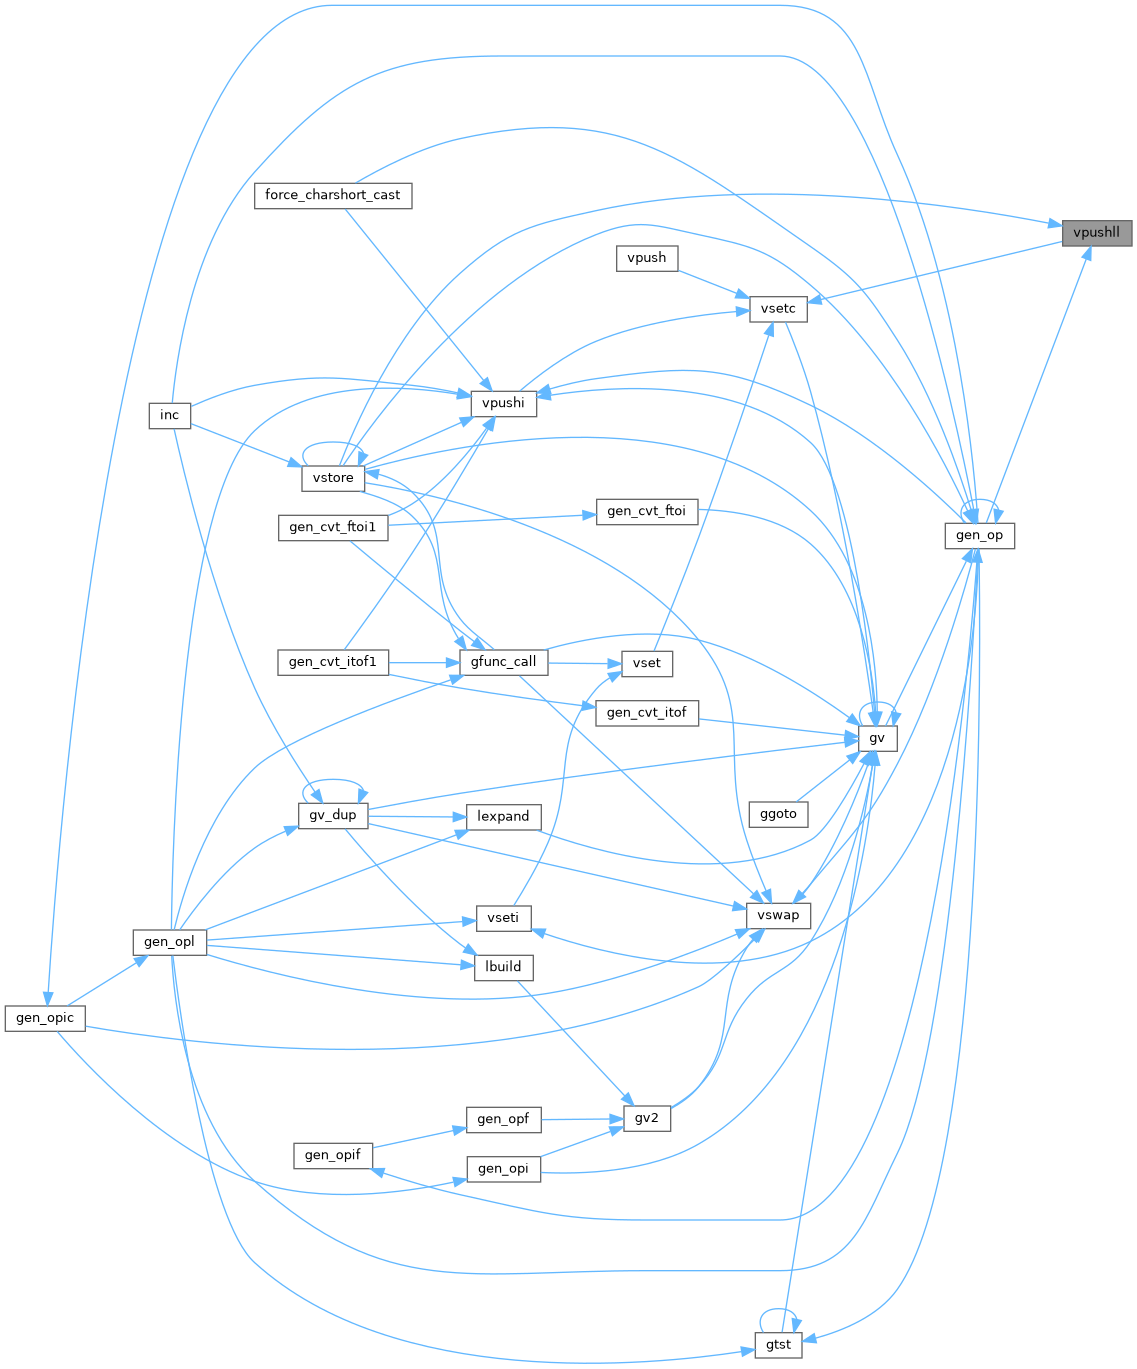 force_charshort_cast
vpushll
vpush
vsetc
vpushi
inc
vstore
gen_cvt_ftoi
gen_cvt_ftoi1
gen_op
gen_cvt_itof1
gfunc_call
vset
gen_cvt_itof
gv
ggoto
gv_dup
lexpand
vseti
vswap
gen_opl
lbuild
gen_opic
gen_opf
gv2
gen_opif
gen_opi
gtst